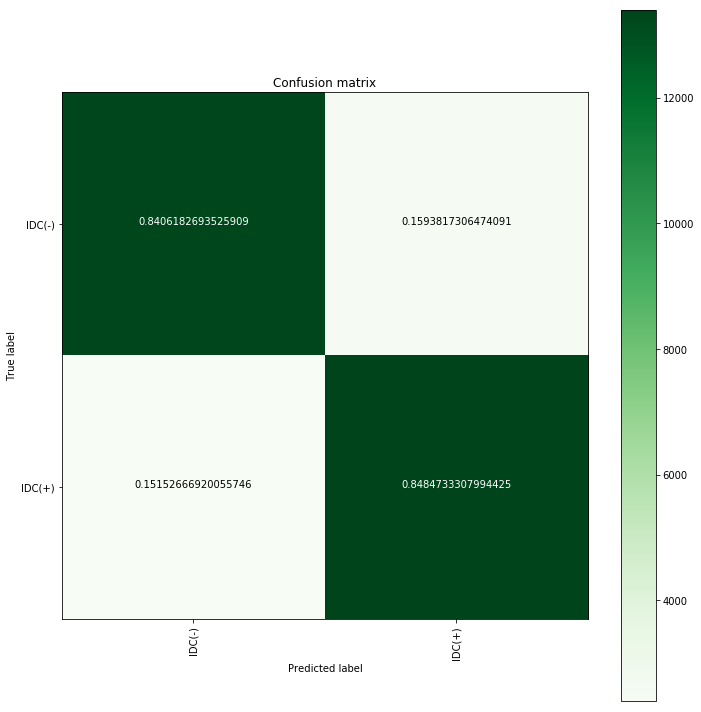 Confusion matrix
12000
10000
IDC(-)
0.8406182693525909
0.1593817306474091
8000
True label
6000
IDC(+)
0.15152666920055746
0.8484733307994425
4000
IDC(-)
IDC(+)
Predicted label